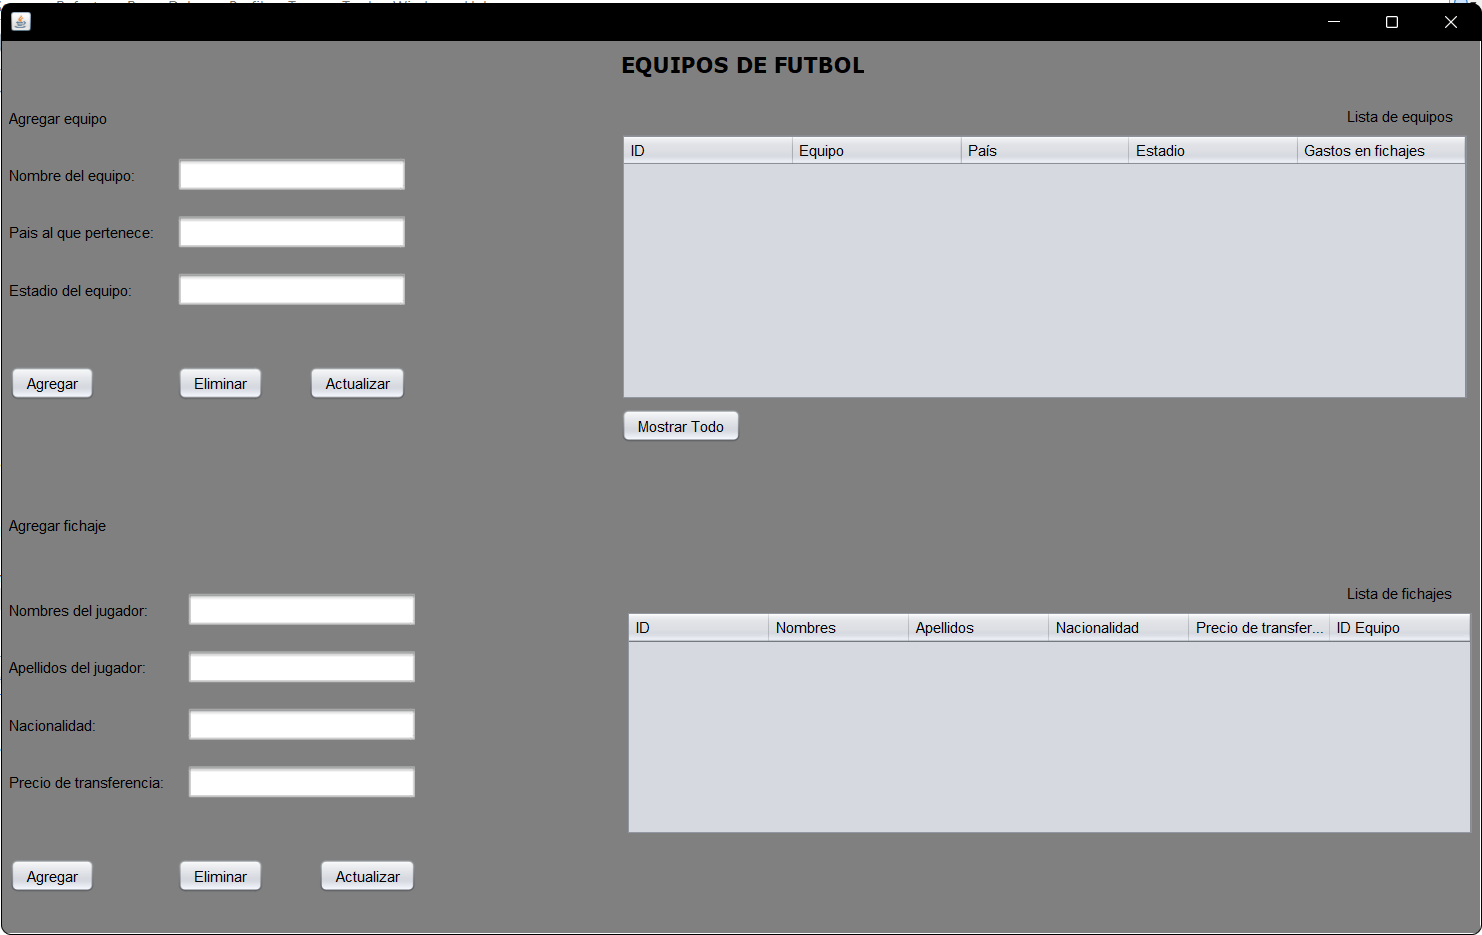 EQUIPOS DE FUTBOL
Agregar equipo
Nombre del equipo:
Pais al que pertenece:
Estadio del equipo:
Agregar Eliminar Actualizar
Lista de equipos
ID Equipo País Estadio Gastos en fichajes
Mostrar Todo
Agregar fichaje
Nombres del jugador:
Apellidos del jugador:
Nacionalidad:
Precio de transferencia:
Agregar Eliminar Actualizar
Lista de fichajes
ID Nombres Apellidos Nacionalidad Precio de transfer... ID Equipo